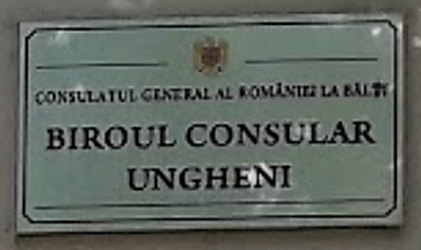 CONSULATUL GENERAL AL ROMÂNIEI LA BĂLȚI
BIROUL CONSULAR
UNGHENI